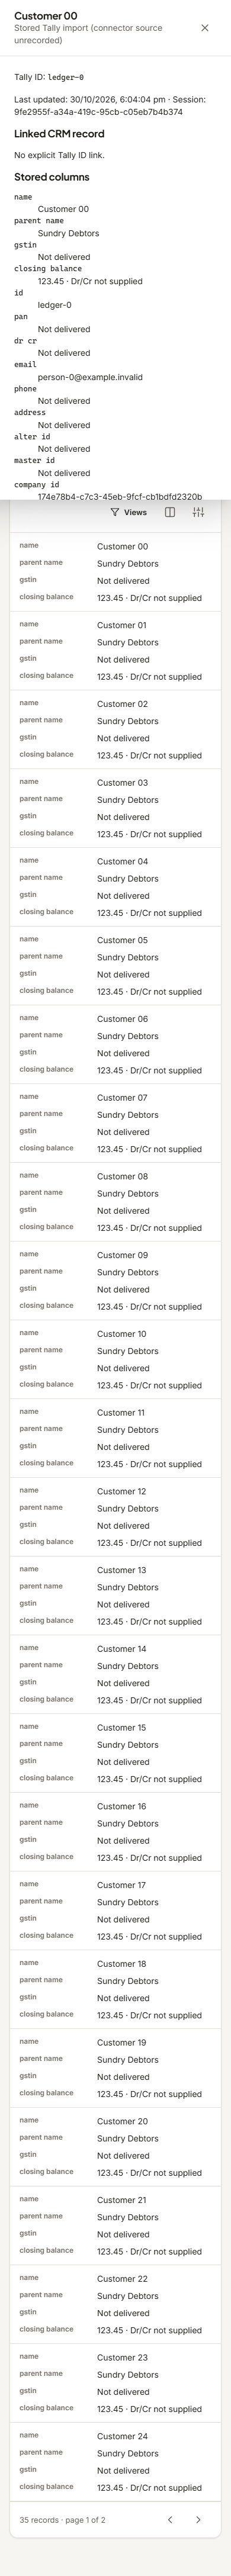 Customer 00
Stored Tally import (connector source
unrecorded)
Tally ID: ledger-0
Last updated: 30/10/2026, 6:04:04 pm · Session:
9fe2955f-a34a-419c-95cb-c05eb7b4b374
Linked CRM record
No explicit Tally ID link.
Stored columns
name
Customer 00
parent name
Sundry Debtors
gstin
Not delivered
closing balance
123.45 · Dr/Cr not supplied
id
ledger-0
pan
Not delivered
dr cr
Not delivered
email
person-0@example.invalid
phone
Not delivered
address
Not delivered
alter id
Not delivered
master id
Not delivered
company id
174e78b4-c7c3-45eb-9fcf-cb1bdfd2320b
Views
name Customer 00
parent name Sundry Debtors
gstin Not delivered
closing balance 123.45 · Dr/Cr not supplied
name Customer 01
parent name Sundry Debtors
gstin Not delivered
closing balance 123.45 · Dr/Cr not supplied
name Customer 02
parent name Sundry Debtors
gstin Not delivered
closing balance 123.45 · Dr/Cr not supplied
name Customer 03
parent name Sundry Debtors
gstin Not delivered
closing balance 123.45 · Dr/Cr not supplied
name Customer 04
parent name Sundry Debtors
gstin Not delivered
closing balance 123.45 · Dr/Cr not supplied
name Customer 05
parent name Sundry Debtors
gstin Not delivered
closing balance 123.45 · Dr/Cr not supplied
name Customer 06
parent name Sundry Debtors
gstin Not delivered
closing balance 123.45 · Dr/Cr not supplied
name Customer 07
parent name Sundry Debtors
gstin Not delivered
closing balance 123.45 · Dr/Cr not supplied
name Customer 08
parent name Sundry Debtors
gstin Not delivered
closing balance 123.45 · Dr/Cr not supplied
name Customer 09
parent name Sundry Debtors
gstin Not delivered
closing balance 123.45 · Dr/Cr not supplied
name Customer 10
parent name Sundry Debtors
gstin Not delivered
closing balance 123.45 · Dr/Cr not supplied
name Customer 11
parent name Sundry Debtors
gstin Not delivered
closing balance 123.45 · Dr/Cr not supplied
name Customer 12
parent name Sundry Debtors
gstin Not delivered
closing balance 123.45 · Dr/Cr not supplied
name Customer 13
parent name Sundry Debtors
gstin Not delivered
closing balance 123.45 · Dr/Cr not supplied
name Customer 14
parent name Sundry Debtors
gstin Not delivered
closing balance 123.45 · Dr/Cr not supplied
name Customer 15
parent name Sundry Debtors
gstin Not delivered
closing balance 123.45 · Dr/Cr not supplied
name Customer 16
parent name Sundry Debtors
gstin Not delivered
closing balance 123.45 · Dr/Cr not supplied
name Customer 17
parent name Sundry Debtors
gstin Not delivered
closing balance 123.45 · Dr/Cr not supplied
name Customer 18
parent name Sundry Debtors
gstin Not delivered
closing balance 123.45 · Dr/Cr not supplied
name Customer 19
parent name Sundry Debtors
gstin Not delivered
closing balance 123.45 · Dr/Cr not supplied
name Customer 20
parent name Sundry Debtors
gstin Not delivered
closing balance 123.45 · Dr/Cr not supplied
name Customer 21
parent name Sundry Debtors
gstin Not delivered
closing balance 123.45 · Dr/Cr not supplied
name Customer 22
parent name Sundry Debtors
gstin Not delivered
closing balance 123.45 · Dr/Cr not supplied
name Customer 23
parent name Sundry Debtors
gstin Not delivered
closing balance 123.45 · Dr/Cr not supplied
name Customer 24
parent name Sundry Debtors
gstin Not delivered
closing balance 123.45 · Dr/Cr not supplied
35 records · page 1 of 2